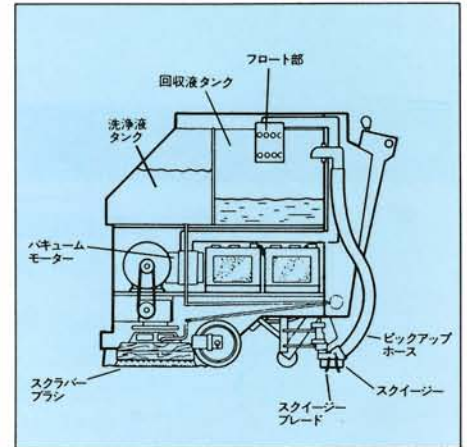 フロート部
回収液タンク
洗浄液
タンク
バキューム
モーター
ピックアップ
ホース
スクラバー
ブラシ
スクイージー
スクイージー
ブレード